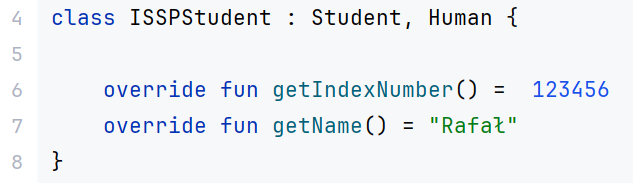 4 class ISSPStudent : Student, Human {
5
6     override fun getIndexNumber() =  123456
7     override fun getName() = "Rafał"
8 }